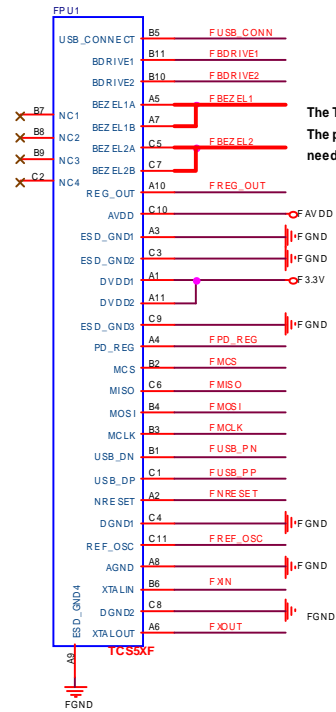 FPU1
USB_CONNECT B5 FUSB_CONN
BDRIVE1 B11 FBDRIVE1
BDRIVE2 B10 FBDRIVE2
BEZEL1A A5 FBEZEL1
B7 NC1
BEZEL1B A7
The T
The p
need
B8 NC2
BEZEL2A C5 FBEZEL2
B9 NC3
BEZEL2B C7
C2 NC4
REG_OUT A10 FREG_OUT
AVDD C10 FAVDD
ESD_GND1 A3 FGND
ESD_GND2 C3 FGND
DVDD1 A1 F3.3V
DVDD2 A11
ESD_GND3 C9 FGND
PD_REG A4 FPD_REG
MCS B2 FMCS
MISO C6 FMISO
MOSI B4 FMOSI
MCLK B3 FMCLK
USB_DN B1 FUSB_PN
USB_DP C1 FUSB_PP
NRESET A2 FNRESET
DGND1 C4 FGND
REF_OSC C11 FREF_OSC
AGND A8 FGND
XTALIN B6 FXIN
DGND2 C8 FGND
XTALOUT A6 FXOUT
ESD_GND4
TCS5XF
A9
FGND